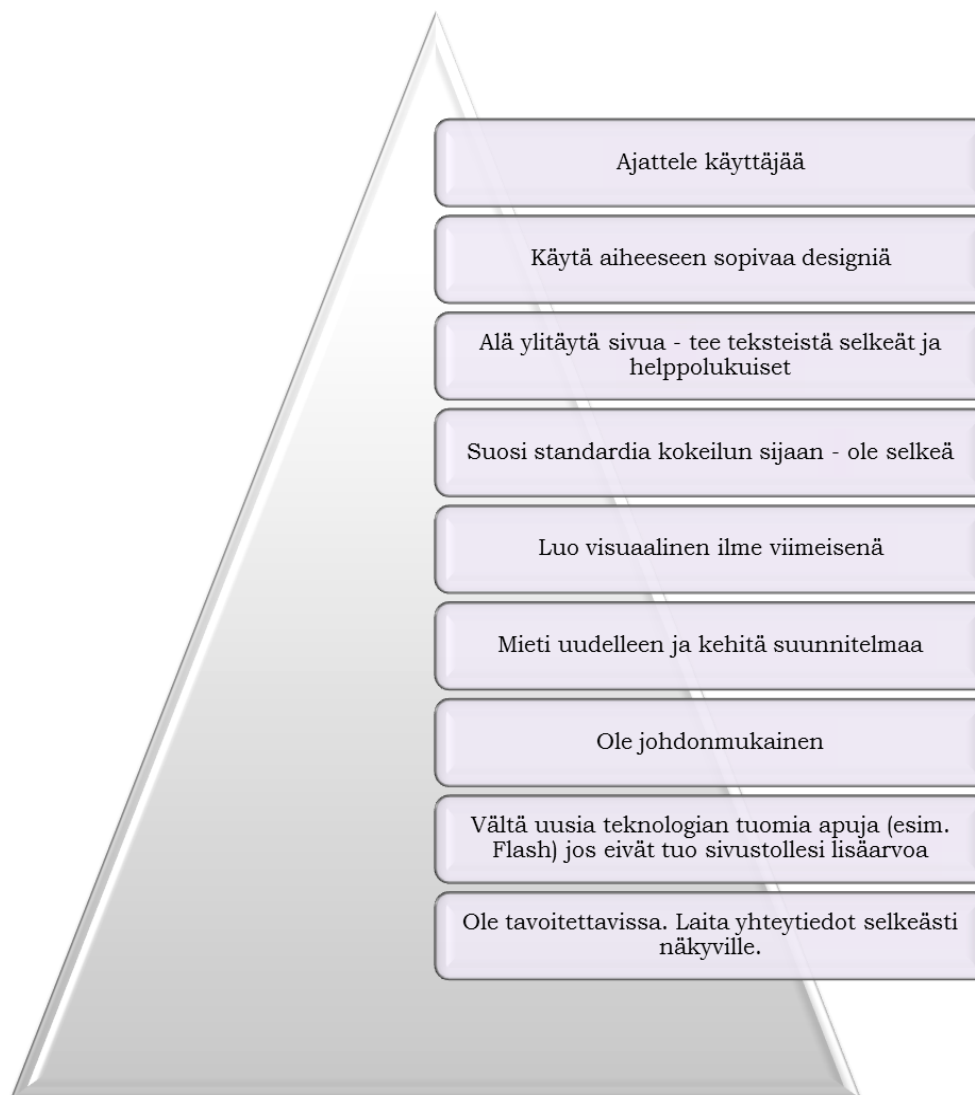 Ajattele käyttäjää
Käytä aiheeseen sopivaa designiä
Älä ylitäytä sivua - tee teksteistä selkeät ja
helppolukuiset
Suosi standardia kokeilun sijaan - ole selkeä
Luo visuaalinen ilme viimeisenä
Mieti uudelleen ja kehitä suunnitelmaa
Ole johdonmukainen
Vältä uusia teknologian tuomia apuja (esim.
Flash) jos eivät tuo sivustollesi lisäarvoa
Ole tavoitettavissa. Laita yhteytiedot selkeästi
näkyville.